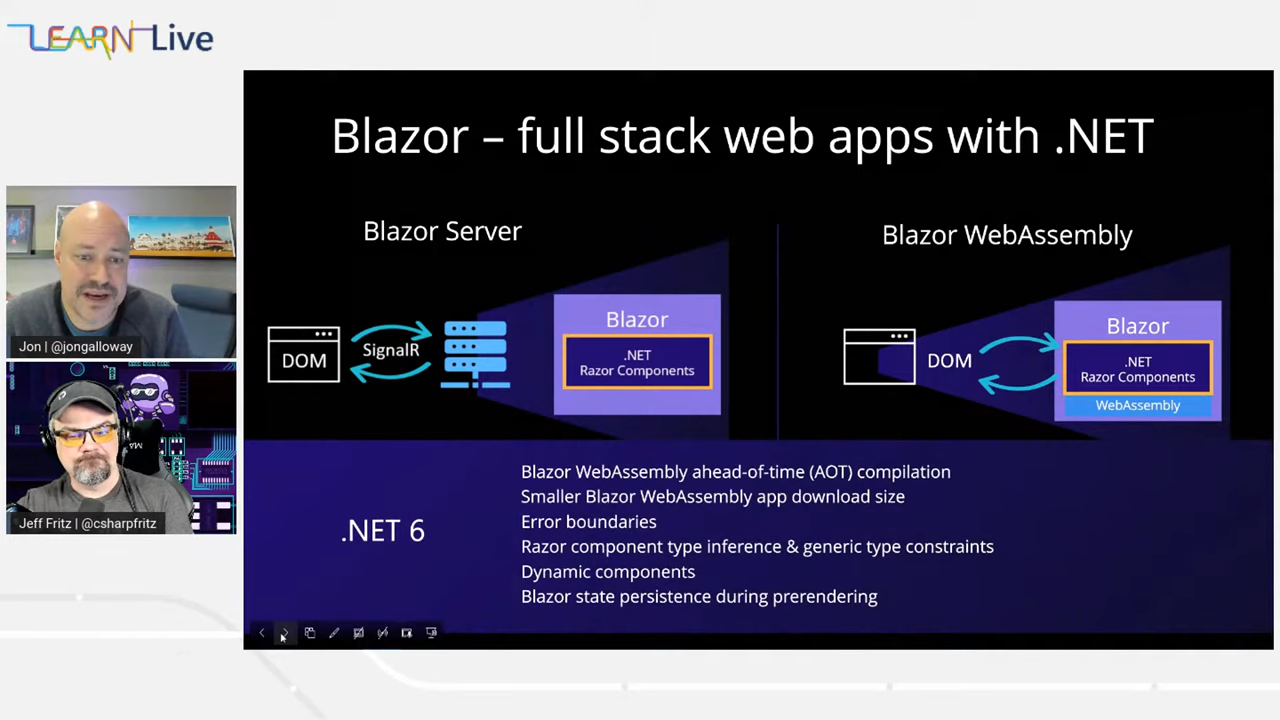 LEARN Live
Blazor – full stack web apps with .NET
Blazor Server
Blazor WebAssembly
DOM
SignalR
Blazor
.NET
Razor Components
DOM
Blazor
.NET
Razor Components
WebAssembly
Jon | @jongalloway
Jeff Fritz | @csharpfritz
.NET 6
Blazor WebAssembly ahead-of-time (AOT) compilation
Smaller Blazor WebAssembly app download size
Error boundaries
Razor component type inference & generic type constraints
Dynamic components
Blazor state persistence during prerendering